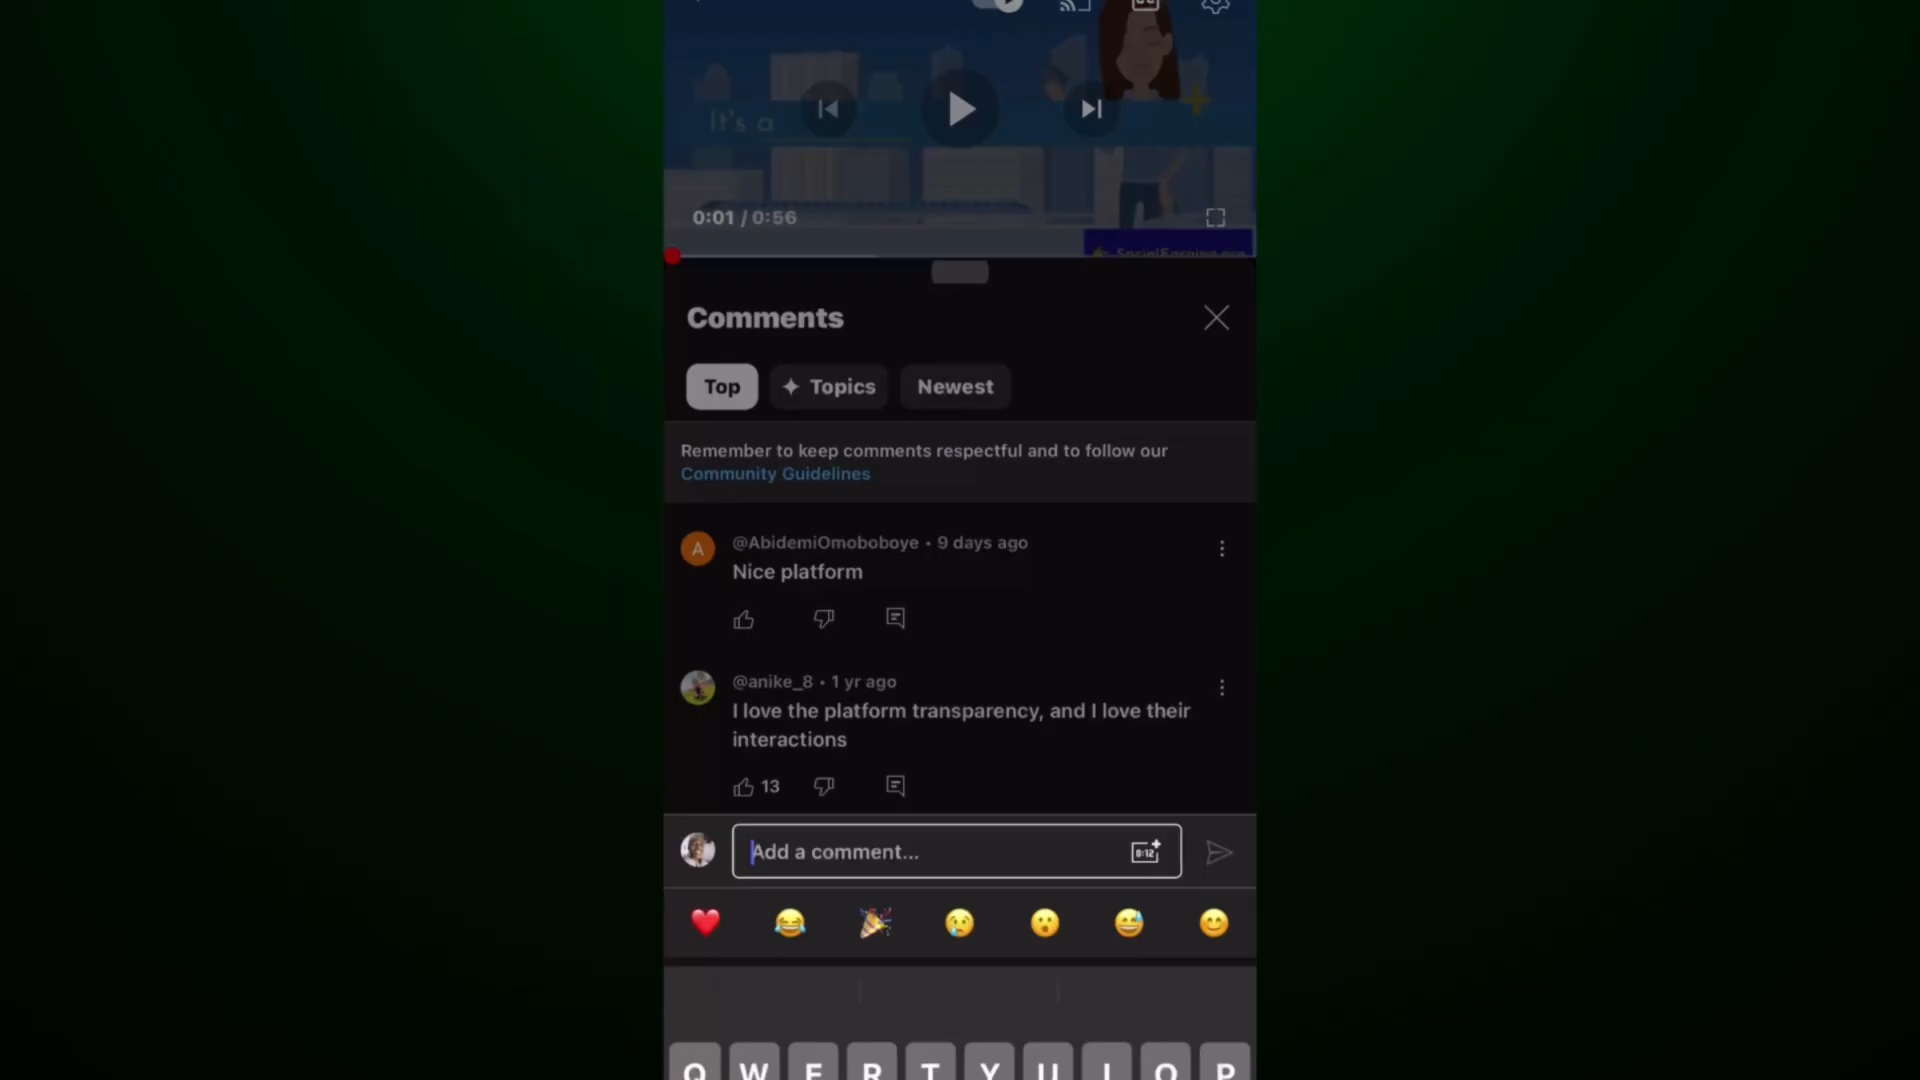 It's a
0:01 / 0:56
Comments
Top
Topics
Newest
Remember to keep comments respectful and to follow our
Community Guidelines
A
@AbidemiOmoboboye • 9 days ago
Nice platform
@anike_8 • 1 yr ago
I love the platform transparency, and I love their
interactions
13
Add a comment...
0:12
Q W E R T Y U I O P